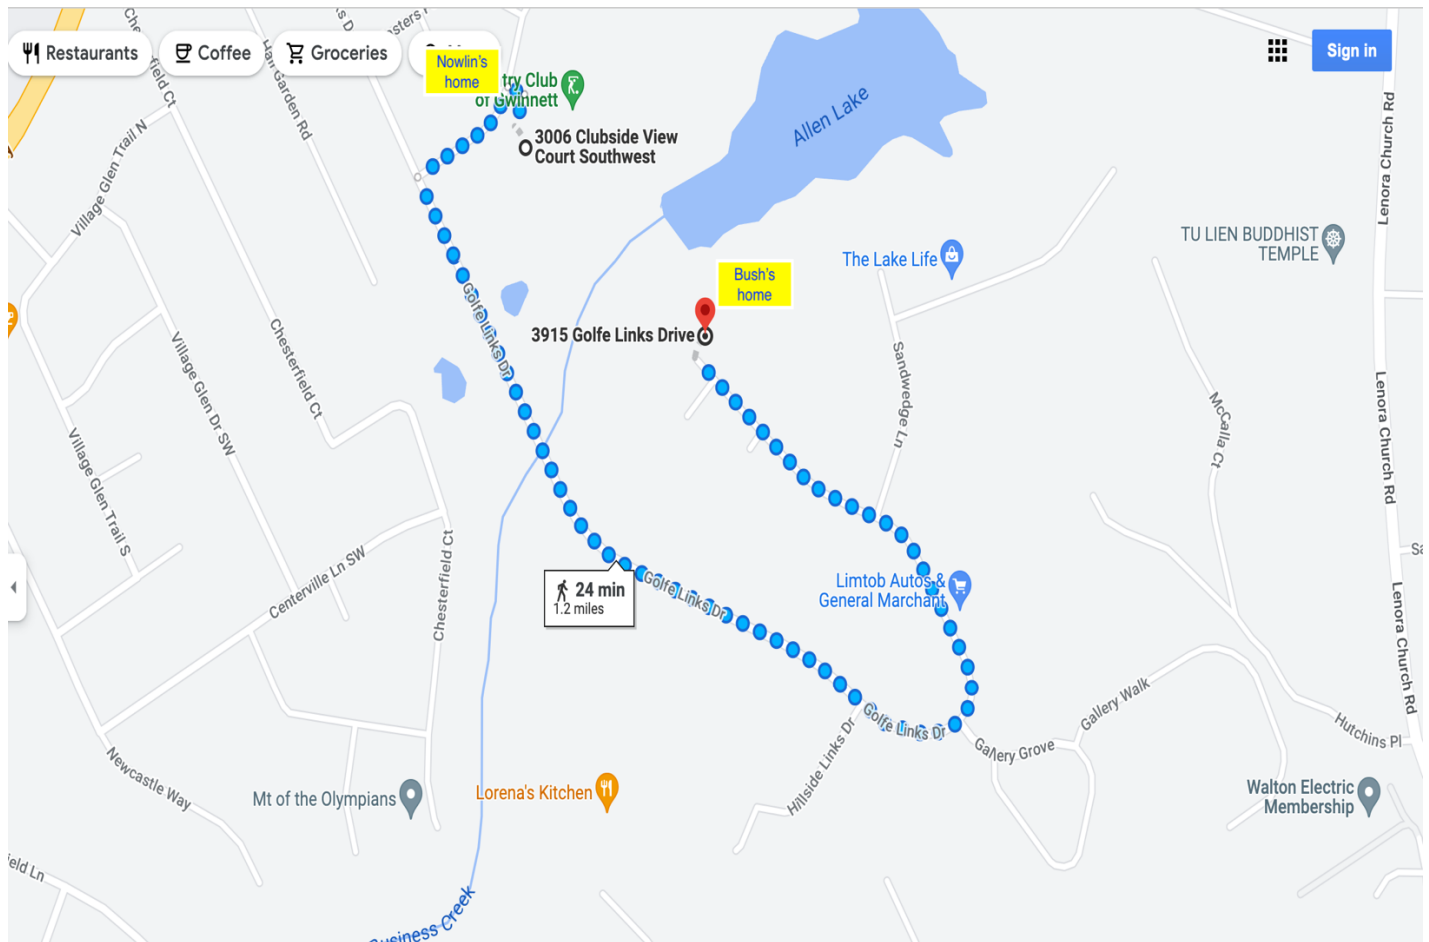 Restaurants
Coffee
Groceries
Sign in
Nowlin's
home
try Club
of Gwinnett
3006 Clubside View
Court Southwest
Allen Lake
Lenora Church Rd
Village Glen Trail N
Garden Rd
TU LIEN BUDDHIST
TEMPLE
The Lake Life
Bush's
home
3915 Golfe Links Drive
Golfe Links Dr
Chesterfield Ct
Village Glen Dr SW
Sandwedge Ln
McCalla Ct
Lenora Church Rd
Village Glen Trail S
Centerville Ln SW
Chesterfield Ct
24 min
1.2 miles
Golfe Links Dr
Limtob Autos &
General Marchant
Lenora Church Rd
Golfe Links Dr
Gallery Grove
Gallery Walk
Hutchins Pl
Hillside Links Dr
Newcastle Way
Mt of the Olympians
Lorena's Kitchen
Walton Electric
Membership
ield Ln
Business Creek